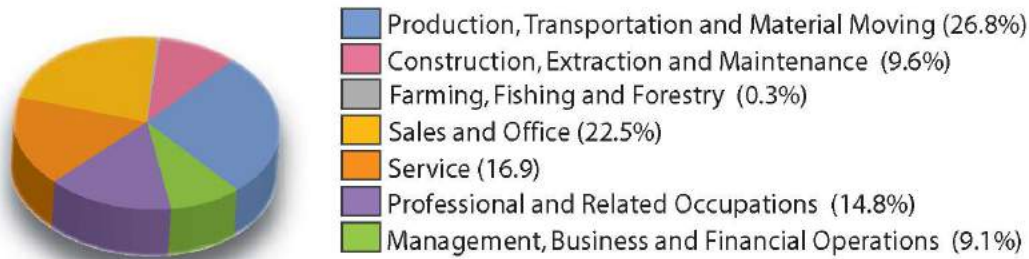 Production, Transportation and Material Moving (26.8%)
Construction, Extraction and Maintenance (9.6%)
Farming, Fishing and Forestry (0.3%)
Sales and Office (22.5%)
Service (16.9)
Professional and Related Occupations (14.8%)
Management, Business and Financial Operations (9.1%)